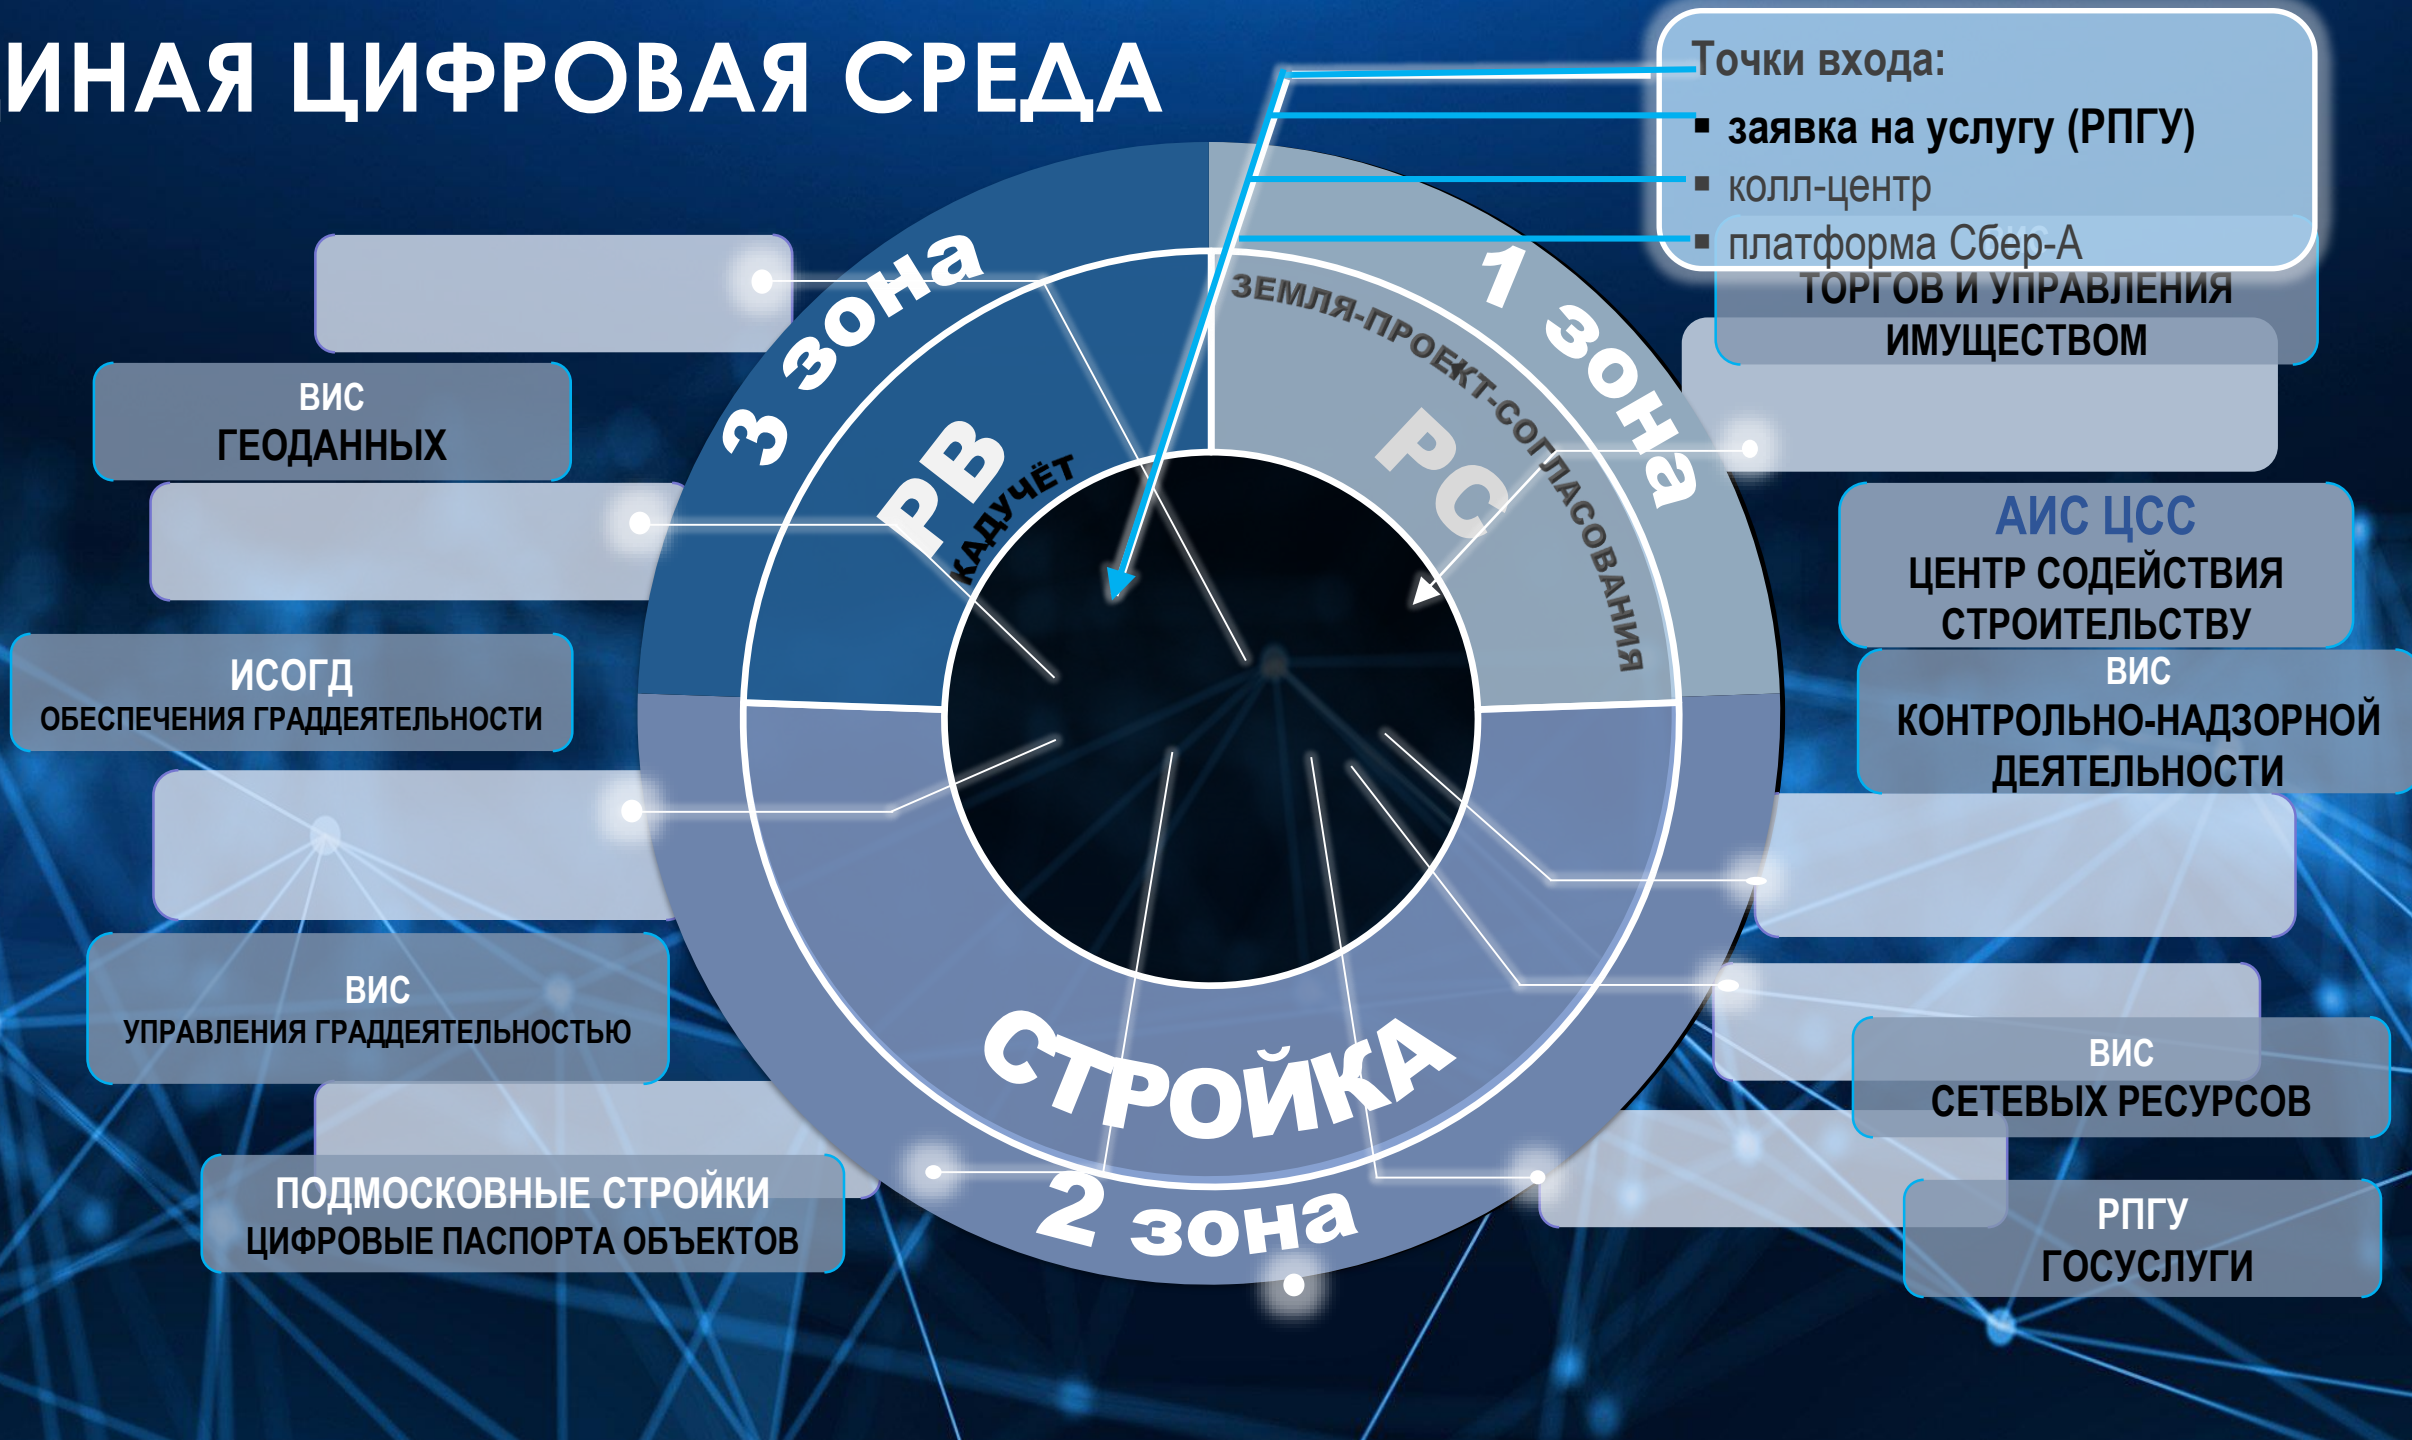 ДИНАЯ ЦИФРОВАЯ СРЕДА
Точки входа:
▪ заявка на услугу (РПГУ)
▪ колл-центр
▪ платформа Сбер-А
ТОРГОВ И УПРАВЛЕНИЯ
ИМУЩЕСТВОМ
3 зона
1 зона
ЗЕМЛЯ-ПРОЕКТ-СОГЛАСОВАНИЯ
РВ
КАДУЧЁТ
РС
ВИС
ГЕОДАННЫХ
АИС ЦСС
ЦЕНТР СОДЕЙСТВИЯ
СТРОИТЕЛЬСТВУ
ИСОГД
ОБЕСПЕЧЕНИЯ ГРАДДЕЯТЕЛЬНОСТИ
ВИС
КОНТРОЛЬНО-НАДЗОРНОЙ
ДЕЯТЕЛЬНОСТИ
ВИС
УПРАВЛЕНИЯ ГРАДДЕЯТЕЛЬНОСТЬЮ
СТРОЙКА
2 зона
ВИС
СЕТЕВЫХ РЕСУРСОВ
ПОДМОСКОВНЫЕ СТРОЙКИ
ЦИФРОВЫЕ ПАСПОРТА ОБЪЕКТОВ
РПГУ
ГОСУСЛУГИ